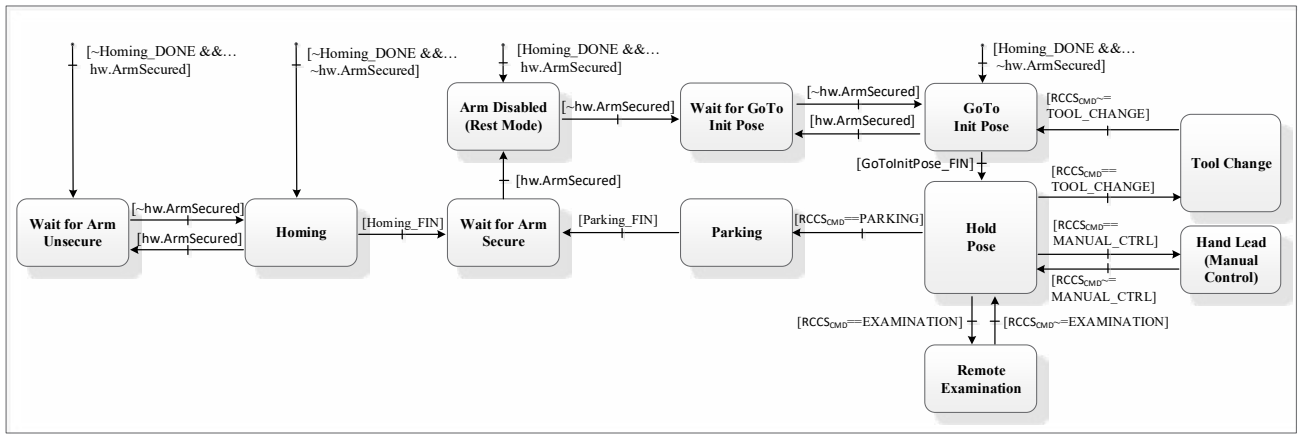 [~Homing_DONE &&…
hw.ArmSecured]
[~Homing_DONE &&…
~hw.ArmSecured]
[Homing_DONE &&…
hw.ArmSecured]
[Homing_DONE &&…
~hw.ArmSecured]
Arm Disabled
(Rest Mode)
[~hw.ArmSecured]
Wait for GoTo
Init Pose
[~hw.ArmSecured]
[hw.ArmSecured]
GoTo
Init Pose
[RCCSCMD~=
TOOL_CHANGE]
Tool Change
[GoToInitPose_FIN]
[hw.ArmSecured]
[RCCSCMD==
TOOL_CHANGE]
Wait for Arm
Unsecure
[~hw.ArmSecured]
[hw.ArmSecured]
Homing
[Homing_FIN]
Wait for Arm
Secure
[Parking_FIN]
Parking
[RCCSCMD==PARKING]
Hold
Pose
[RCCSCMD==
MANUAL_CTRL]
[RCCSCMD~=
MANUAL_CTRL]
Hand Lead
(Manual
Control)
[RCCSCMD==EXAMINATION]
[RCCSCMD~=EXAMINATION]
Remote
Examination